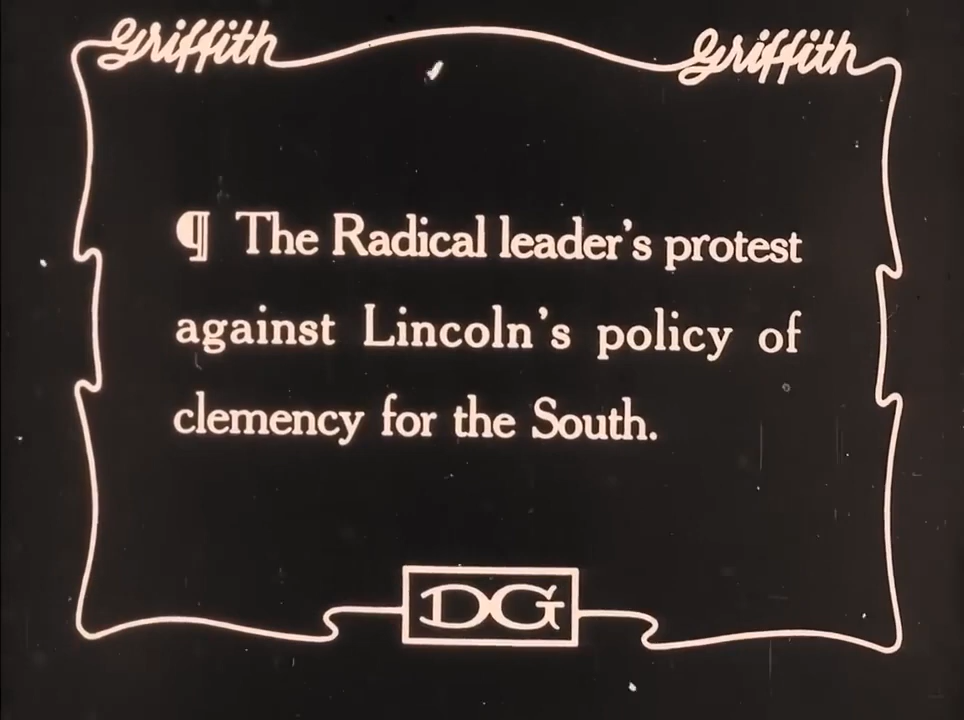 Griffith Griffith
¶ The Radical leader's protest
against Lincoln's policy of
clemency for the South.
DG